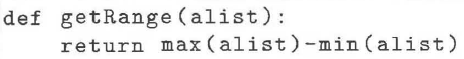 def getRange(alist):
    return max(alist)-min(alist)